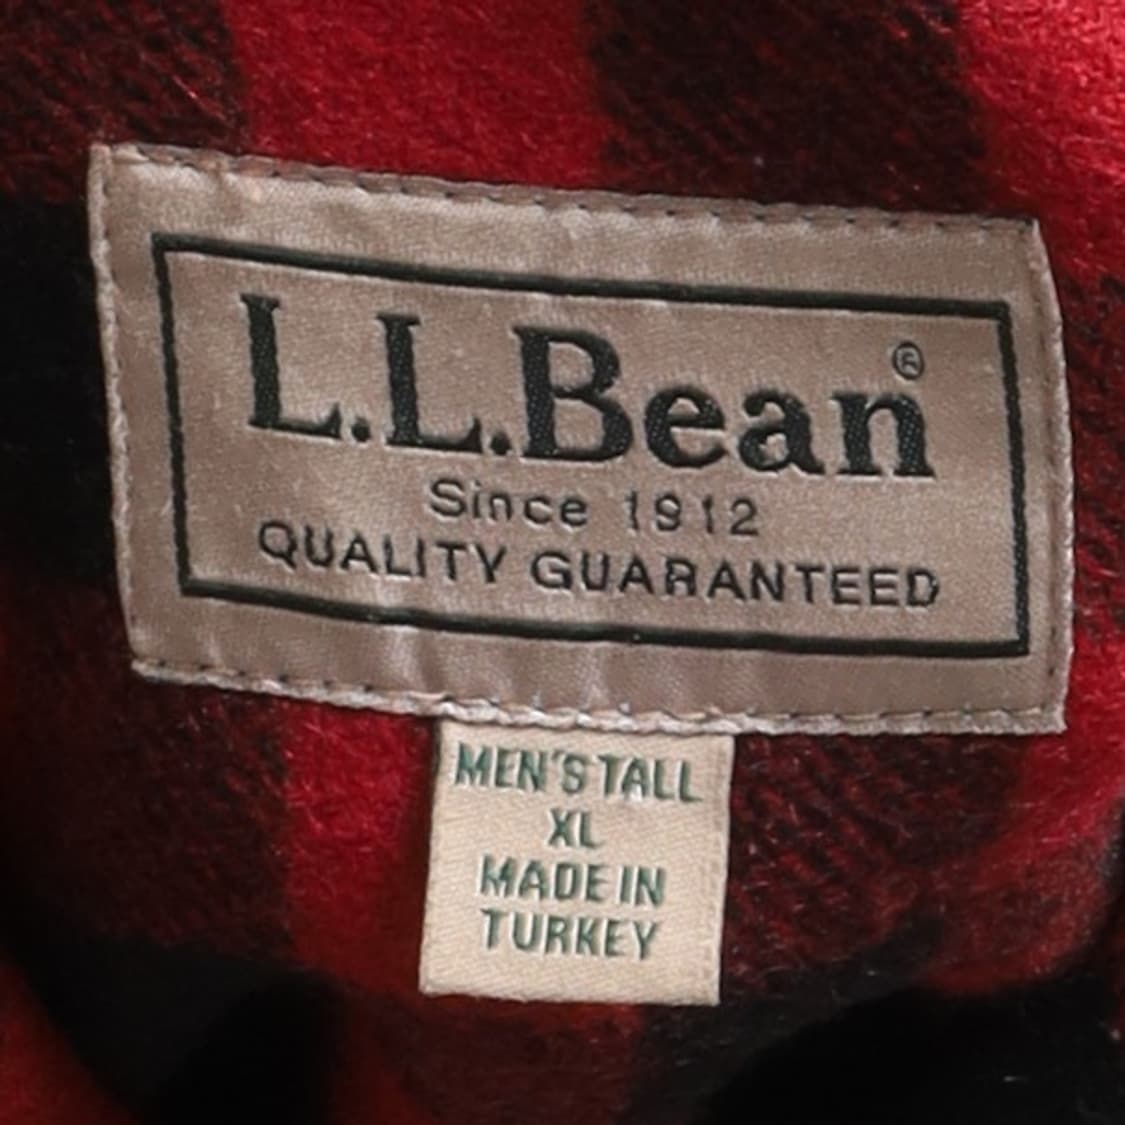 L.L.Bean®
Since 1912
QUALITY GUARANTEED
MEN'S TALL
XL
MADE IN
TURKEY